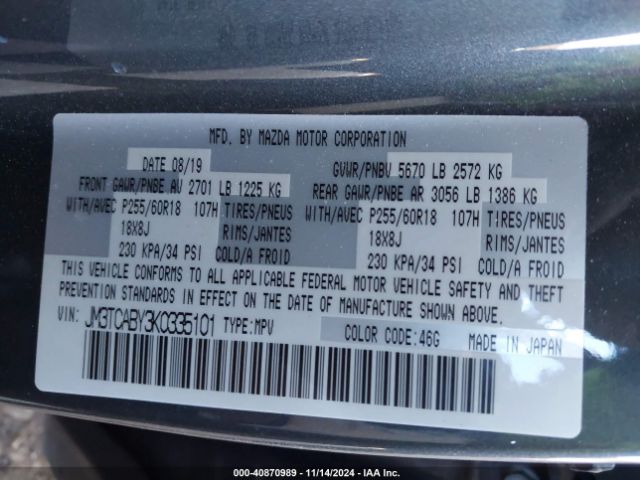 MFD. BY MAZDA MOTOR CORPORATION
DATE 08/19 GVWR/PNBV 5670 LB 2572 KG
FRONT GAWR/PNBE AV 2701 LB 1225 KG REAR GAWR/PNBE AR 3056 LB 1386 KG
WITH/AVEC P255/60R18 107H TIRES/PNEUS WITH/AVEC P255/60R18 107H TIRES/PNEUS
18X8J RIMS/JANTES 18X8J RIMS/JANTES
230 KPA/34 PSI COLD/A FROID 230 KPA/34 PSI COLD/A FROID
THIS VEHICLE CONFORMS TO ALL APPLICABLE FEDERAL MOTOR VEHICLE SAFETY AND THEFT
PREVENTION STANDARDS IN EFFECT ON THE DATE OF MANUFACTURE SHOWN ABOVE.
VIN: JM3TCABY3K0335101 TYPE:MPV COLOR CODE:46G MADE IN JAPAN
000-40870989 - 11/14/2024 - IAA Inc.